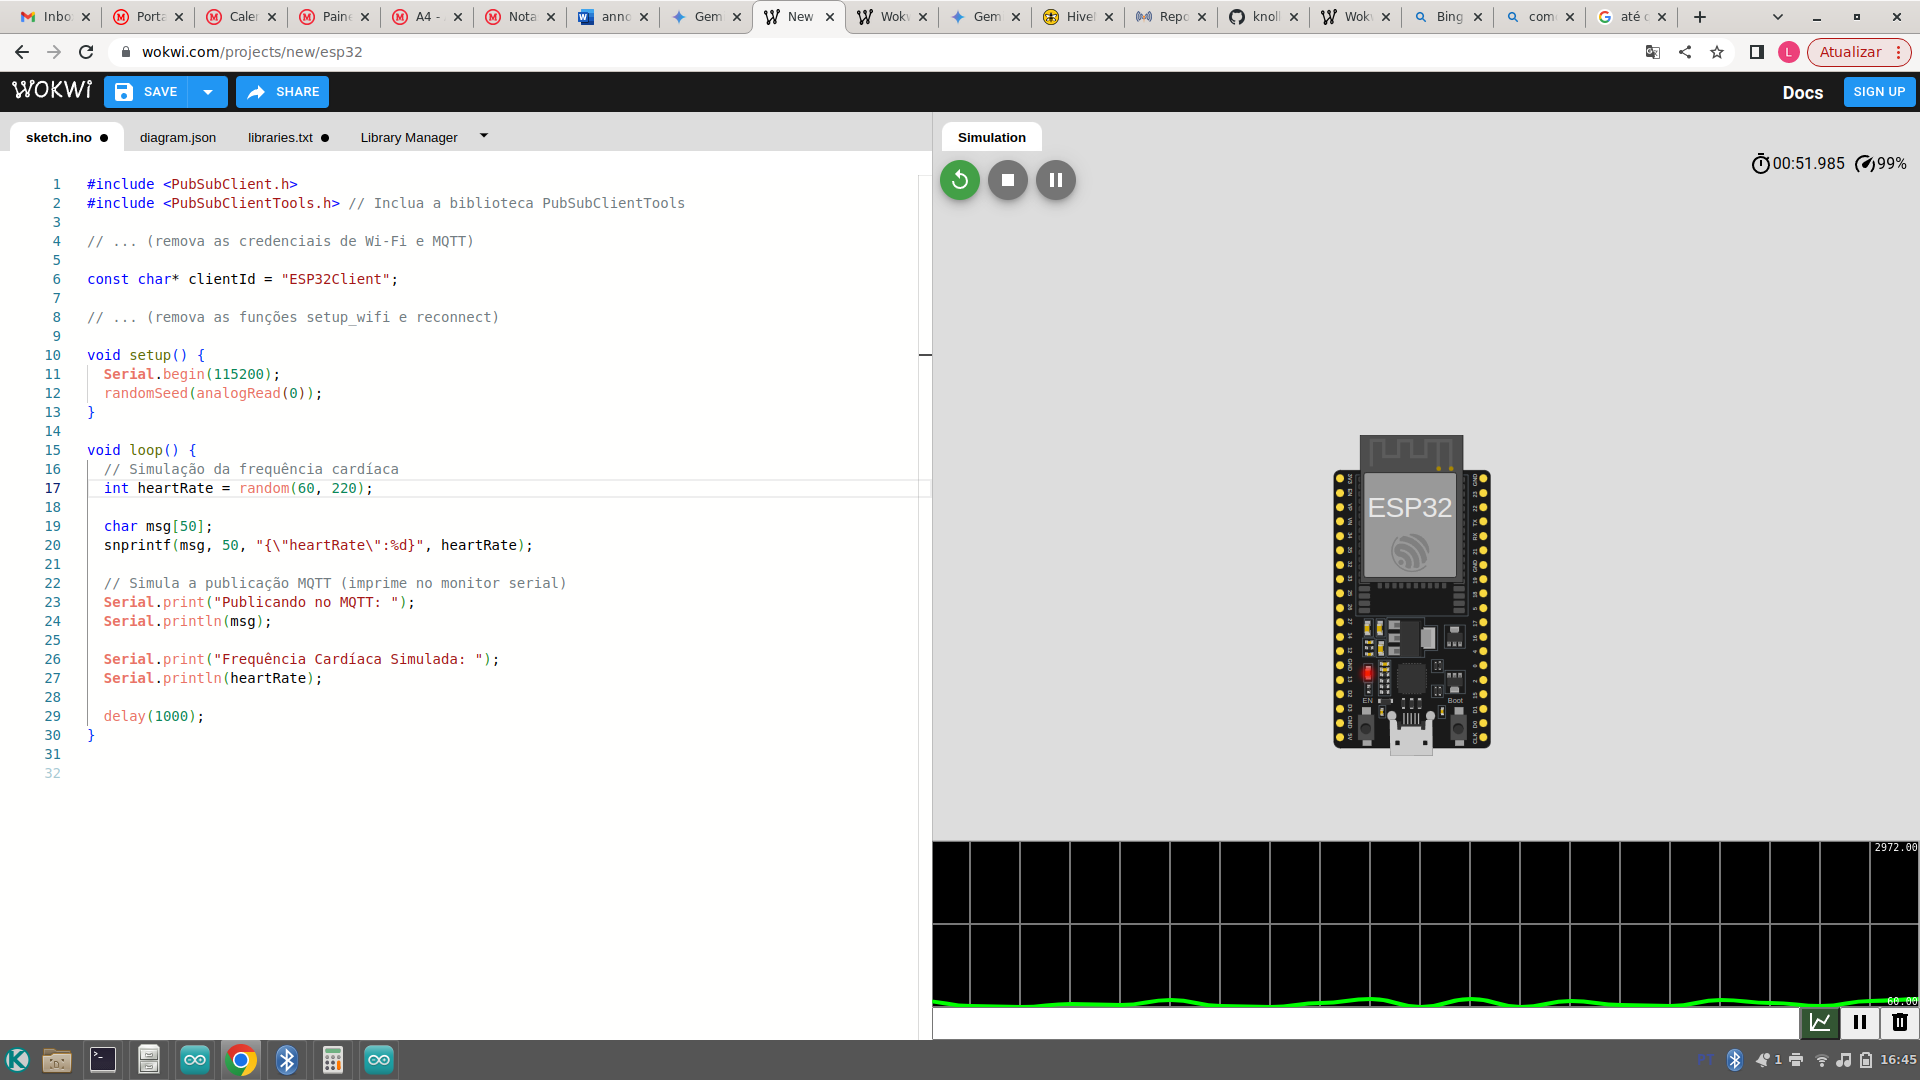 Inbo
Porta
Caler
Paine
A4 -
Nota
anno
Gem
New
Wokw
Gem
HiveM
Repo
knoll
Wokw
Bing
com
até
wokwi.com/projects/new/esp32
L
Atualizar
WOKWi
SAVE
SHARE
Docs
SIGN UP
sketch.ino
diagram.json
libraries.txt
Library Manager
Simulation
00:51.985
99%
1 #include <PubSubClient.h>
2 #include <PubSubClientTools.h> // Inclua a biblioteca PubSubClientTools
3
4 // ... (remova as credenciais de Wi-Fi e MQTT)
5
6 const char* clientId = "ESP32Client";
7
8 // ... (remova as funções setup_wifi e reconnect)
9
10 void setup() {
11 Serial.begin(115200);
12 randomSeed(analogRead(0));
13 }
14
15 void loop() {
16 // Simulação da frequência cardíaca
17 int heartRate = random(60, 220);
18
19 char msg[50];
20 snprintf(msg, 50, "{\"heartRate\":%d}", heartRate);
21
22 // Simula a publicação MQTT (imprime no monitor serial)
23 Serial.print("Publicando no MQTT: ");
24 Serial.println(msg);
25
26 Serial.print("Frequência Cardíaca Simulada: ");
27 Serial.println(heartRate);
28
29 delay(1000);
30 }
31
32
ESP32
EN
Boot
2972.00
60.00
PT
1
16:45